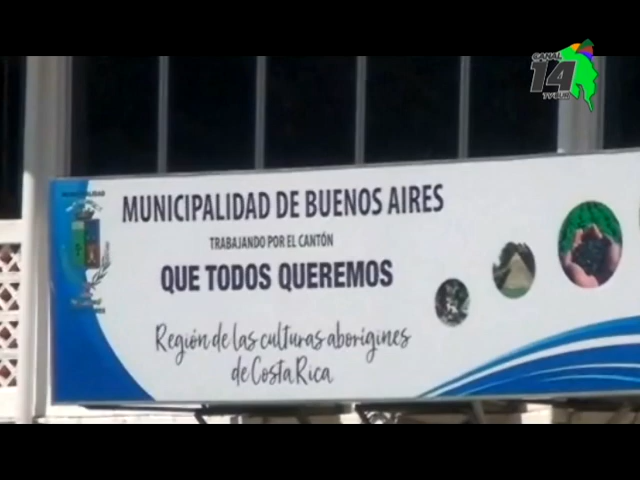 CANAL
14
MUNICIPALIDAD
MUNICIPALIDAD DE BUENOS AIRES
TRABAJANDO POR EL CANTÓN
QUE TODOS QUEREMOS
Región de las culturas aborígenes
de Costa Rica